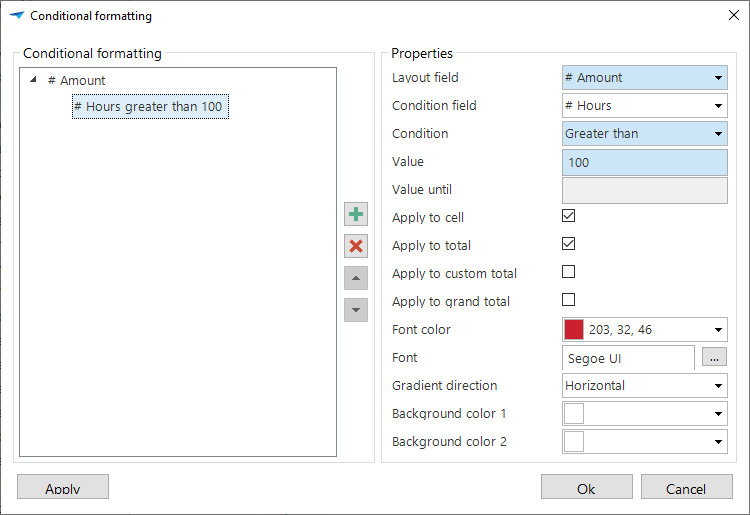 Conditional formatting
Conditional formatting
# Amount
# Hours greater than 100
Properties
Layout field
# Amount
Condition field
# Hours
Condition
Greater than
Value
100
Value until
Apply to cell
Apply to total
Apply to custom total
Apply to grand total
Font color
203, 32, 46
Font
Segoe UI
...
Gradient direction
Horizontal
Background color 1
Background color 2
Apply
Ok
Cancel